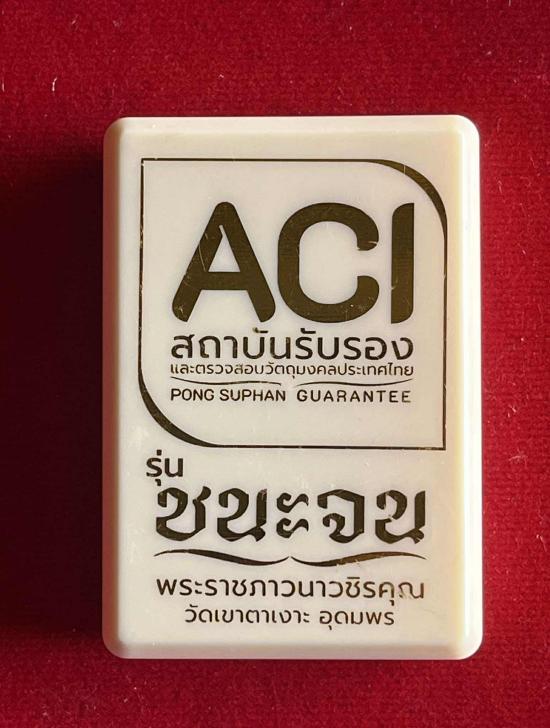 ACI
สถาบันรับรอง
และตรวจสอบวัตถุมงคลประเทศไทย
PONG SUPHAN GUARANTEE
รุ่น
ชนะจน
พระราชภาวนาวชิรคุณ
วัดเขาตาเงาะ อุดมพร